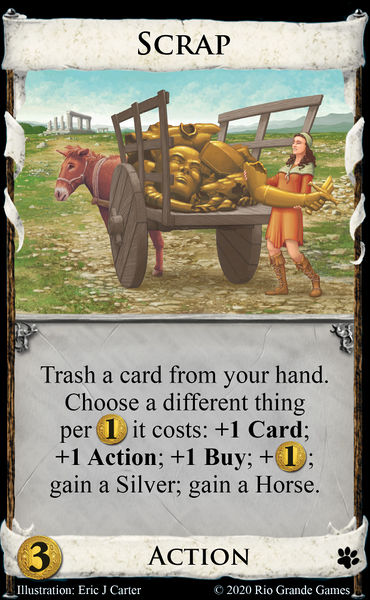 SCRAP
Trash a card from your hand.
Choose a different thing
per 1 it costs: +1 Card;
+1 Action; +1 Buy; +1;
gain a Silver; gain a Horse.
3 ACTION
Illustration: Eric J Carter © 2020 Rio Grande Games